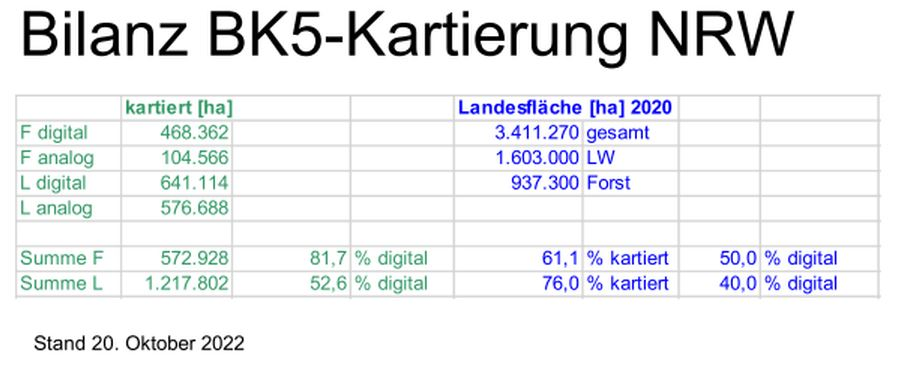 Bilanz BK5-Kartierung NRW
kartiert [ha] Landesfläche [ha] 2020
F digital 468.362 3.411.270 gesamt
F analog 104.566 1.603.000 LW
L digital 641.114 937.300 Forst
L analog 576.688
Summe F 572.928 81,7 % digital 61,1 % kartiert 50,0 % digital
Summe L 1.217.802 52,6 % digital 76,0 % kartiert 40,0 % digital
Stand 20. Oktober 2022